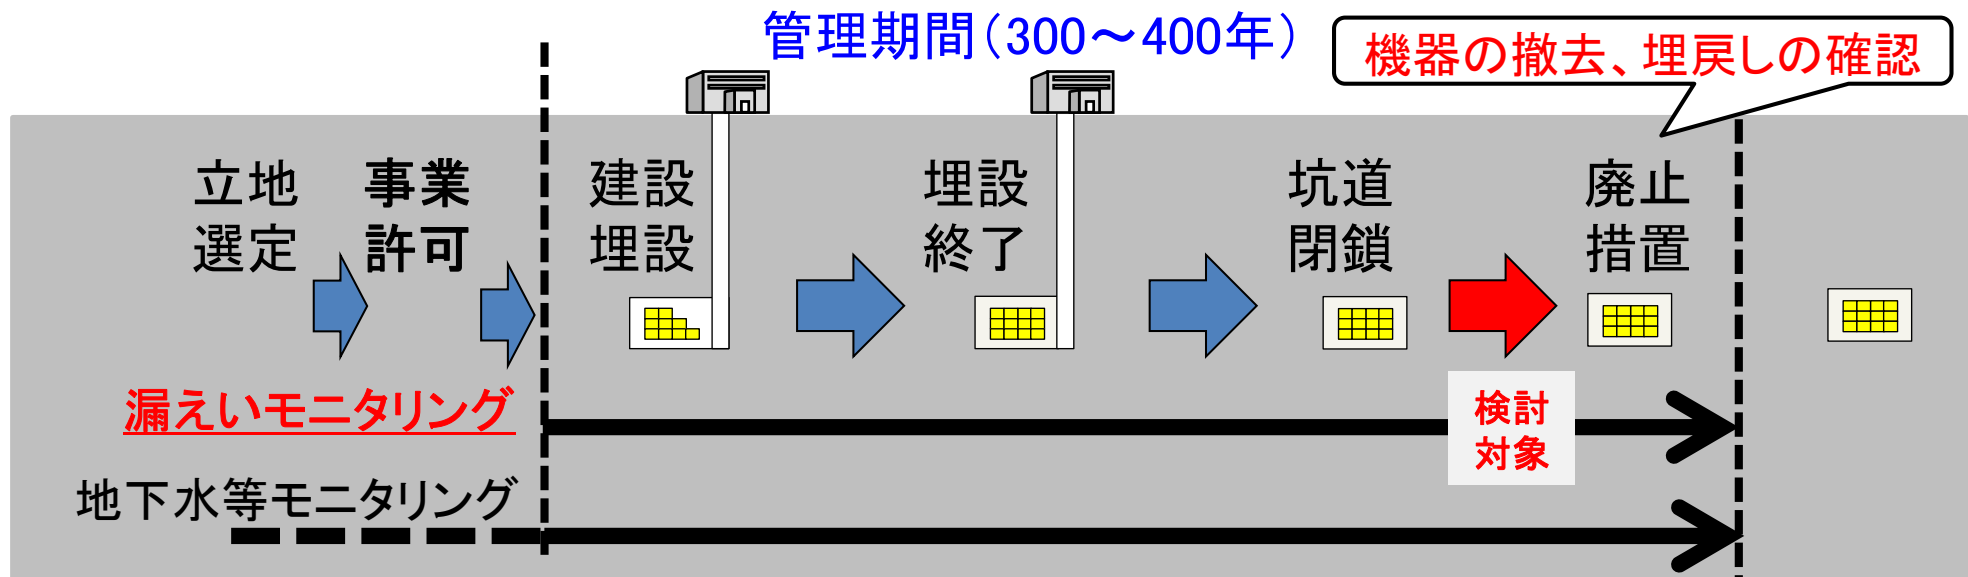 管理期間（300～400年）
機器の撤去、埋戻しの確認
立地
選定
事業
許可
建設
埋設
埋設
終了
坑道
閉鎖
廃止
措置
漏えいモニタリング
検討
対象
地下水等モニタリング